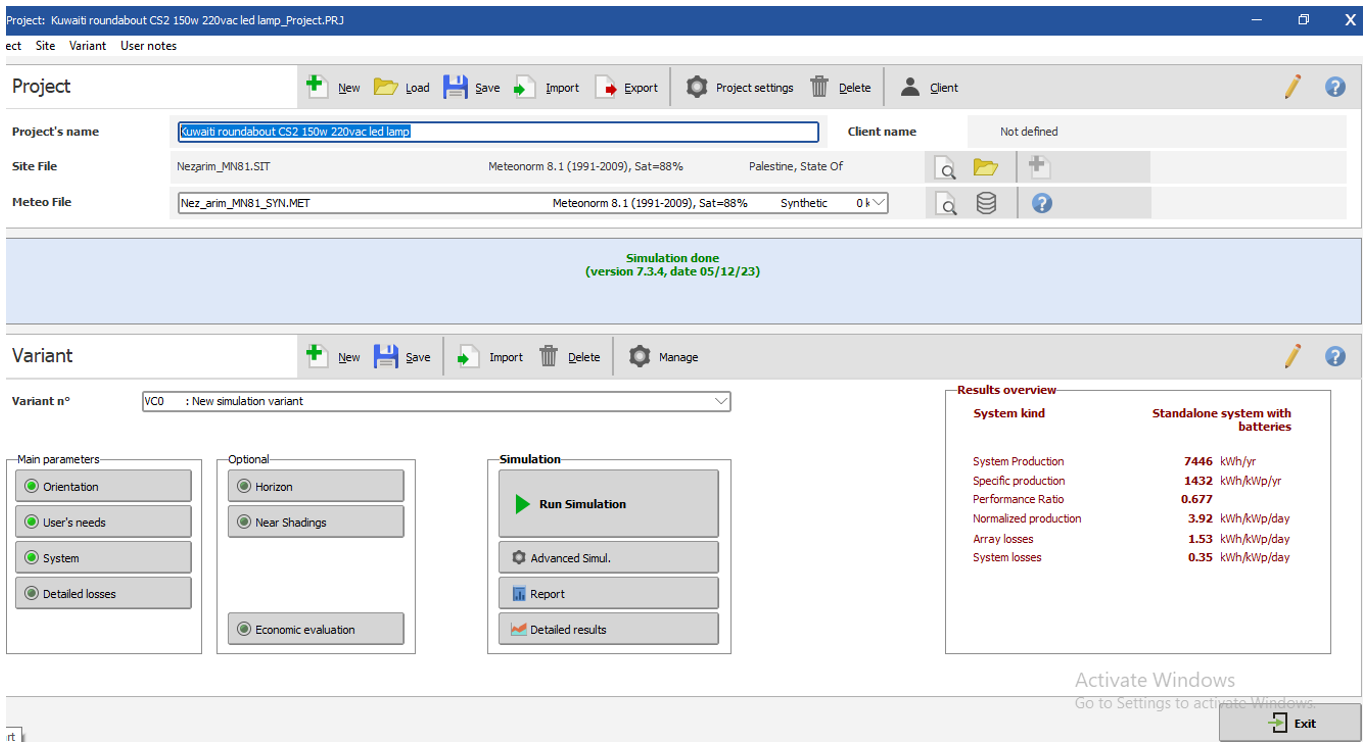 Project: Kuwaiti roundabout CS2 150w 220vac led lamp_Project.PRJ
ect Site Variant User notes
Project New Load Save Import Export Project settings Delete Client
Project's name Kuwaiti roundabout CS2 150w 220vac led lamp Client name Not defined
Site File Nezarim_MN81.SIT Meteonorm 8.1 (1991-2009), Sat=88% Palestine, State Of
Meteo File Nez_arim_MN81_SYN.MET Meteonorm 8.1 (1991-2009), Sat=88% Synthetic 0 k
Simulation done
(version 7.3.4, date 05/12/23)
Variant New Save Import Delete Manage
Variant n° VC0 : New simulation variant
Results overview
System kind Standalone system with
batteries
Main parameters Optional Simulation
System Production 7446 kWh/yr
Orientation Horizon Run Simulation
Specific production 1432 kWh/kWp/yr
Performance Ratio 0.677
User's needs Near Shadings
Normalized production 3.92 kWh/kWp/day
Array losses 1.53 kWh/kWp/day
System Advanced Simul.
System losses 0.35 kWh/kWp/day
Detailed losses Report
Economic evaluation Detailed results
Activate Windows
Go to Settings to activate Windows.
Exit
rt